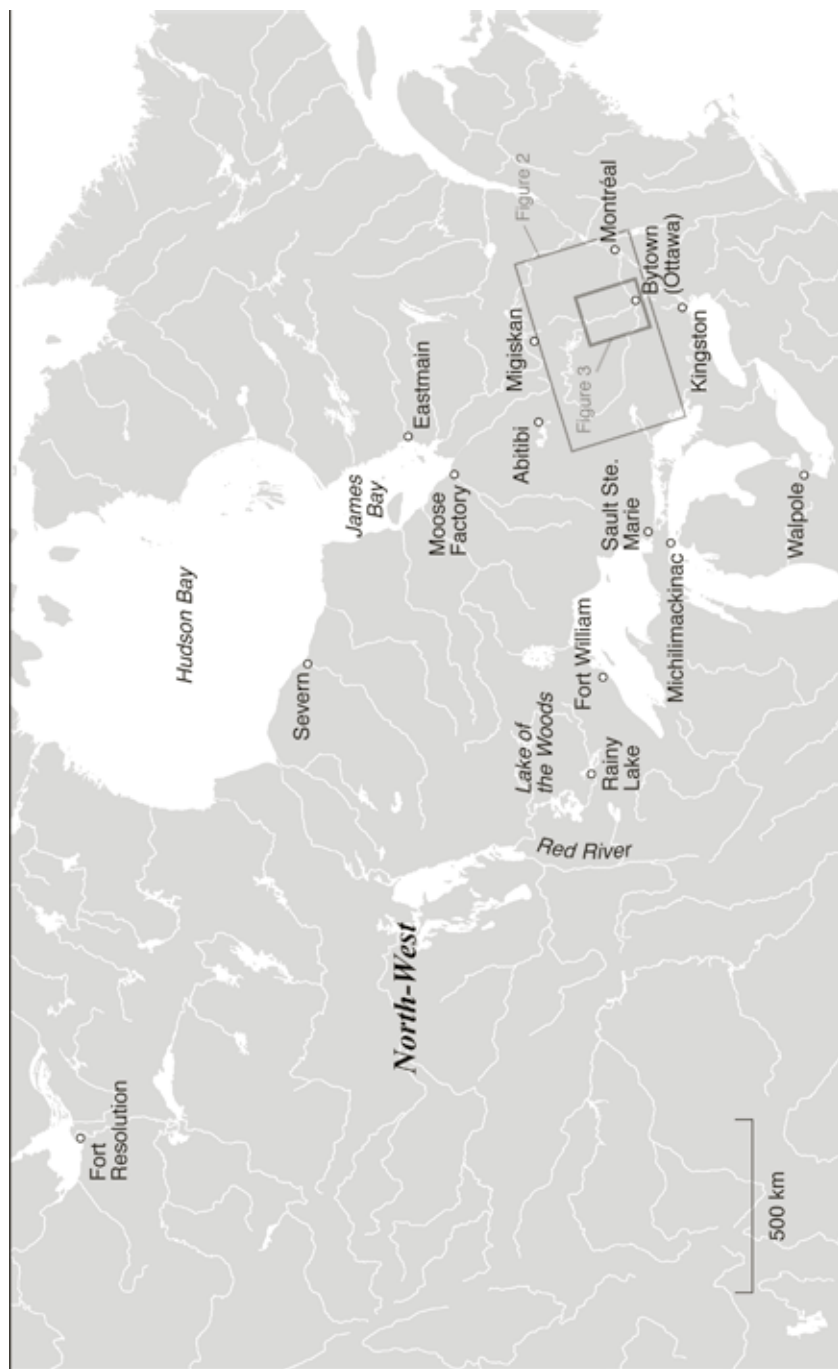 Fort
Resolution
Hudson Bay
Severn
North-West
James
Bay
Eastmain
Moose
Factory
Lake of
the Woods
Red River
Rainy
Lake
Fort William
Abitibi
Migiskan
Figure 2
Figure 3
Sault Ste.
Marie
Michilimackinac
Montréal
Bytown
(Ottawa)
Kingston
Walpole
500 km